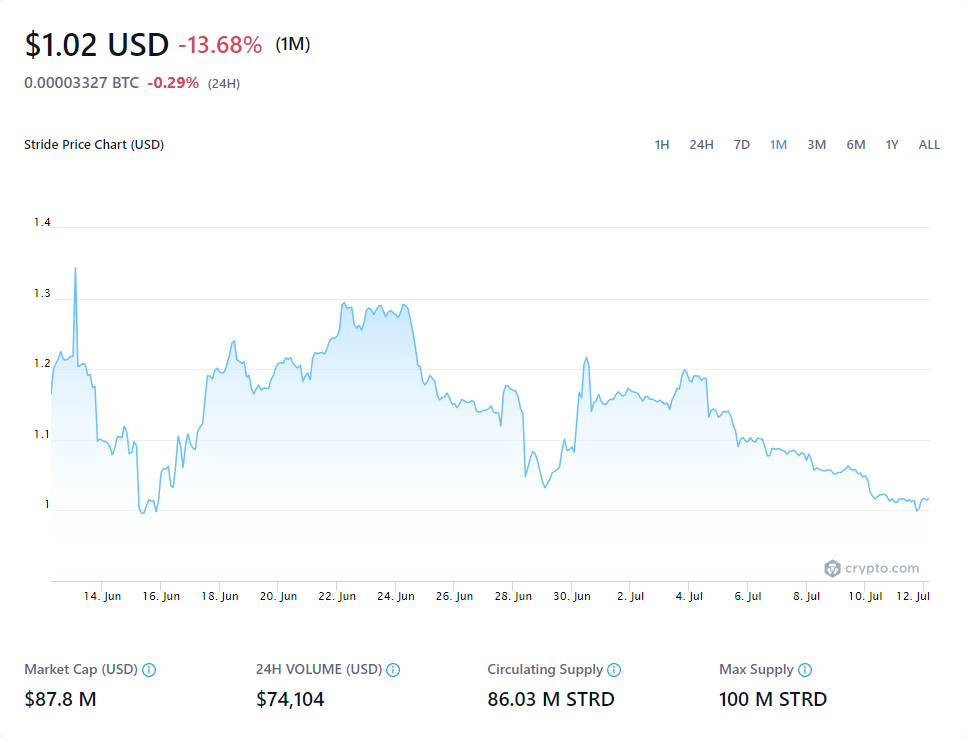 $1.02 USD -13.68% (1M)
0.00003327 BTC -0.29% (24H)
Stride Price Chart (USD) 1H 24H 7D 1M 3M 6M 1Y ALL
1.4
1.3
1.2
1.1
1
crypto.com
14. Jun 16. Jun 18. Jun 20. Jun 22. Jun 24. Jun 26. Jun 28. Jun 30. Jun 2. Jul 4. Jul 6. Jul 8. Jul 10. Jul 12. Jul
Market Cap (USD) 24H VOLUME (USD) Circulating Supply Max Supply
$87.8 M $74,104 86.03 M STRD 100 M STRD